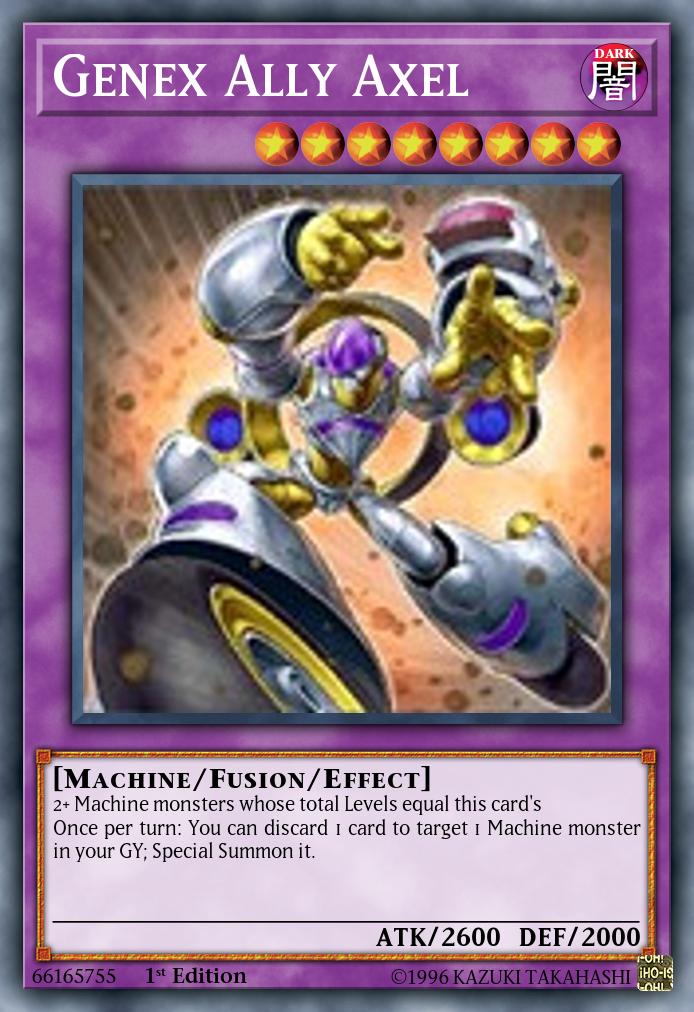 Genex Ally Axel
DARK
闇
[Machine/Fusion/Effect]
2+ Machine monsters whose total Levels equal this card's
Once per turn: You can discard 1 card to target 1 Machine monster
in your GY; Special Summon it.
ATK/2600 DEF/2000
66165755 1st Edition ©1996 KAZUKI TAKAHASHI